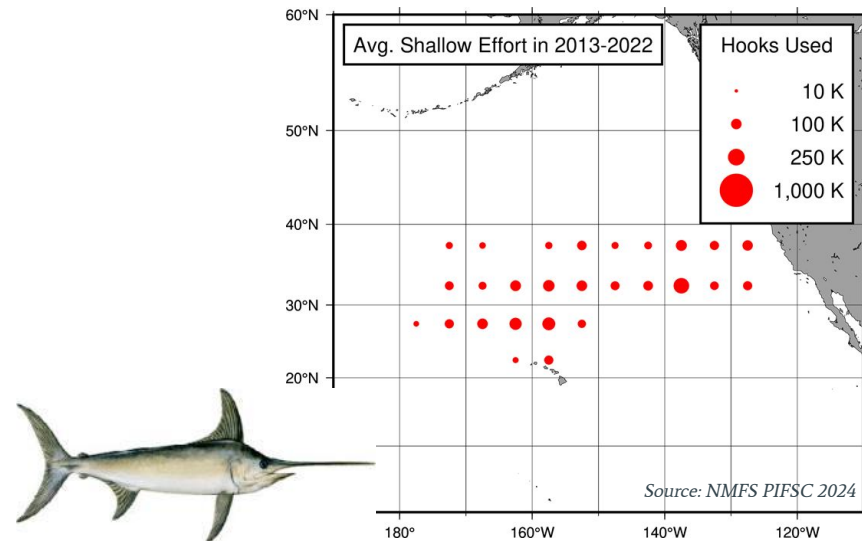 60°N
Avg. Shallow Effort in 2013-2022
Hooks Used
10 K
100 K
250 K
1,000 K
50°N
40°N
30°N
20°N
Source: NMFS PIFSC 2024
180°
160°W
140°W
120°W